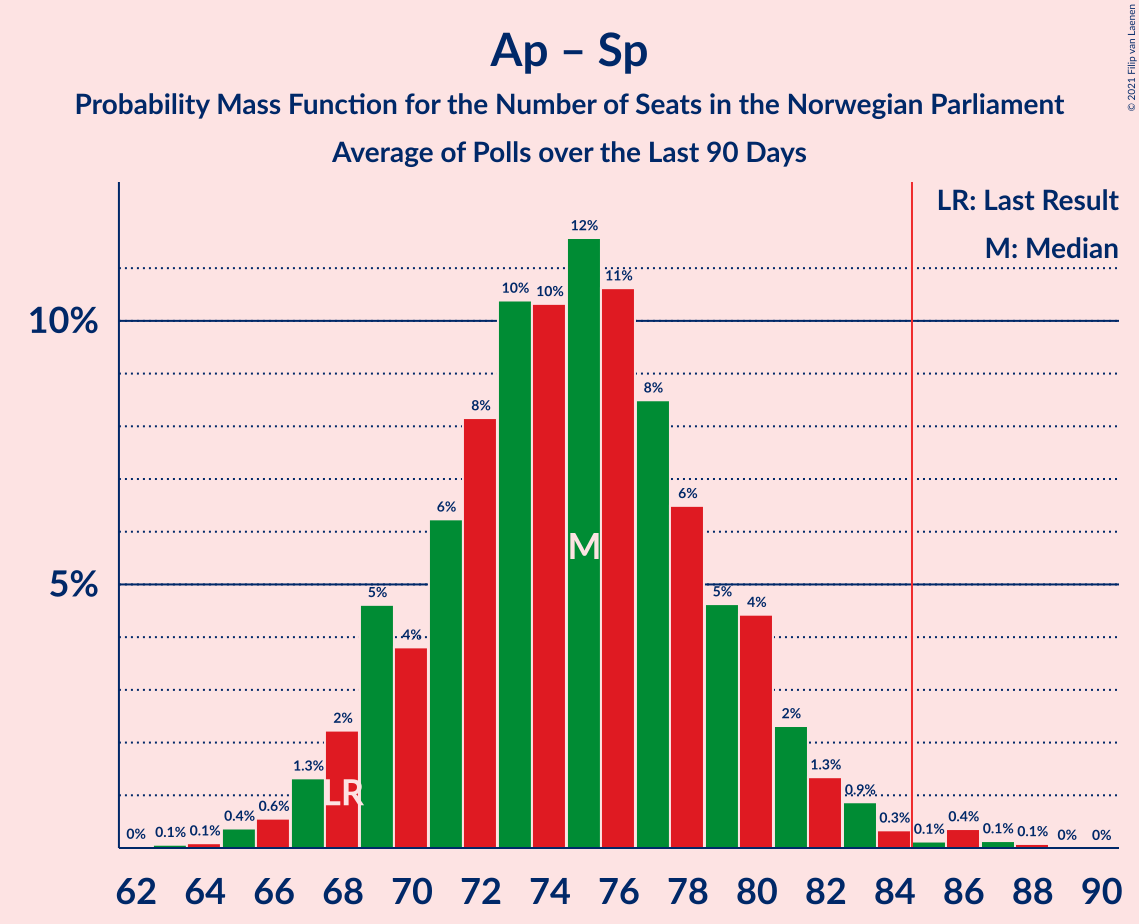 Ap – Sp
Probability Mass Function for the Number of Seats in the Norwegian Parliament
Average of Polls over the Last 90 Days
© 2021 Filip van Laenen
LR: Last Result
M: Median
10%
5%
0% 0.1% 0.1% 0.4% 0.6% 1.3% 2% 5% 4% 6% 8% 10% 10% 12% 11% 8% 6% 5% 4% 2% 1.3% 0.9% 0.3% 0.1% 0.4% 0.1% 0.1% 0% 0%
LR
M
62 64 66 68 70 72 74 76 78 80 82 84 86 88 90